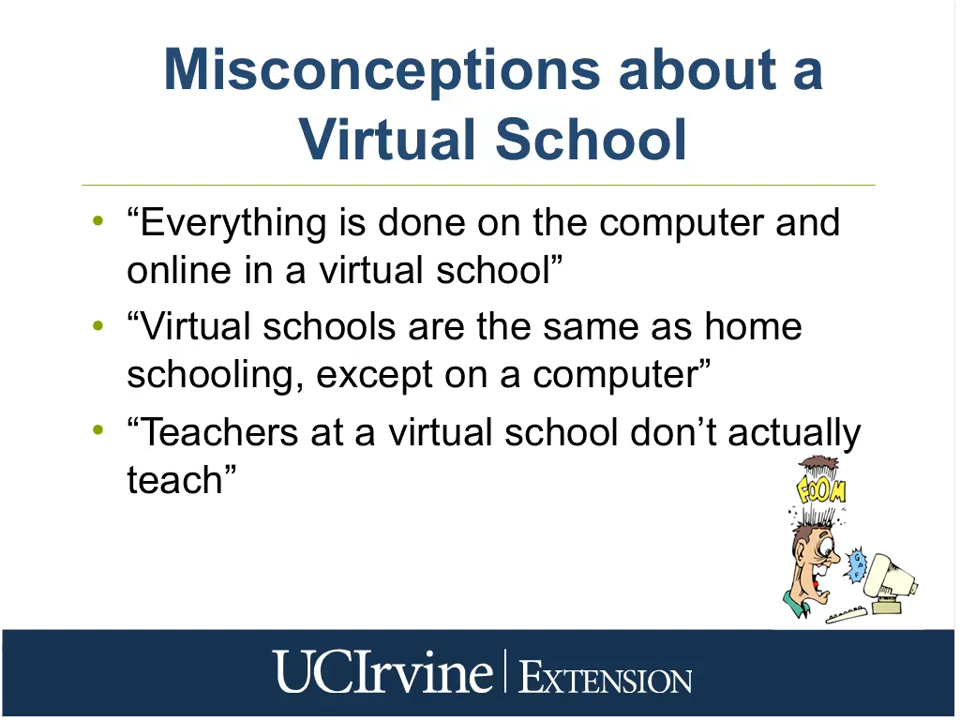 Misconceptions about a
Virtual School
• “Everything is done on the computer and
online in a virtual school”
• “Virtual schools are the same as home
schooling, except on a computer”
• “Teachers at a virtual school don’t actually
teach”
FOOM
UCIrvine | EXTENSION